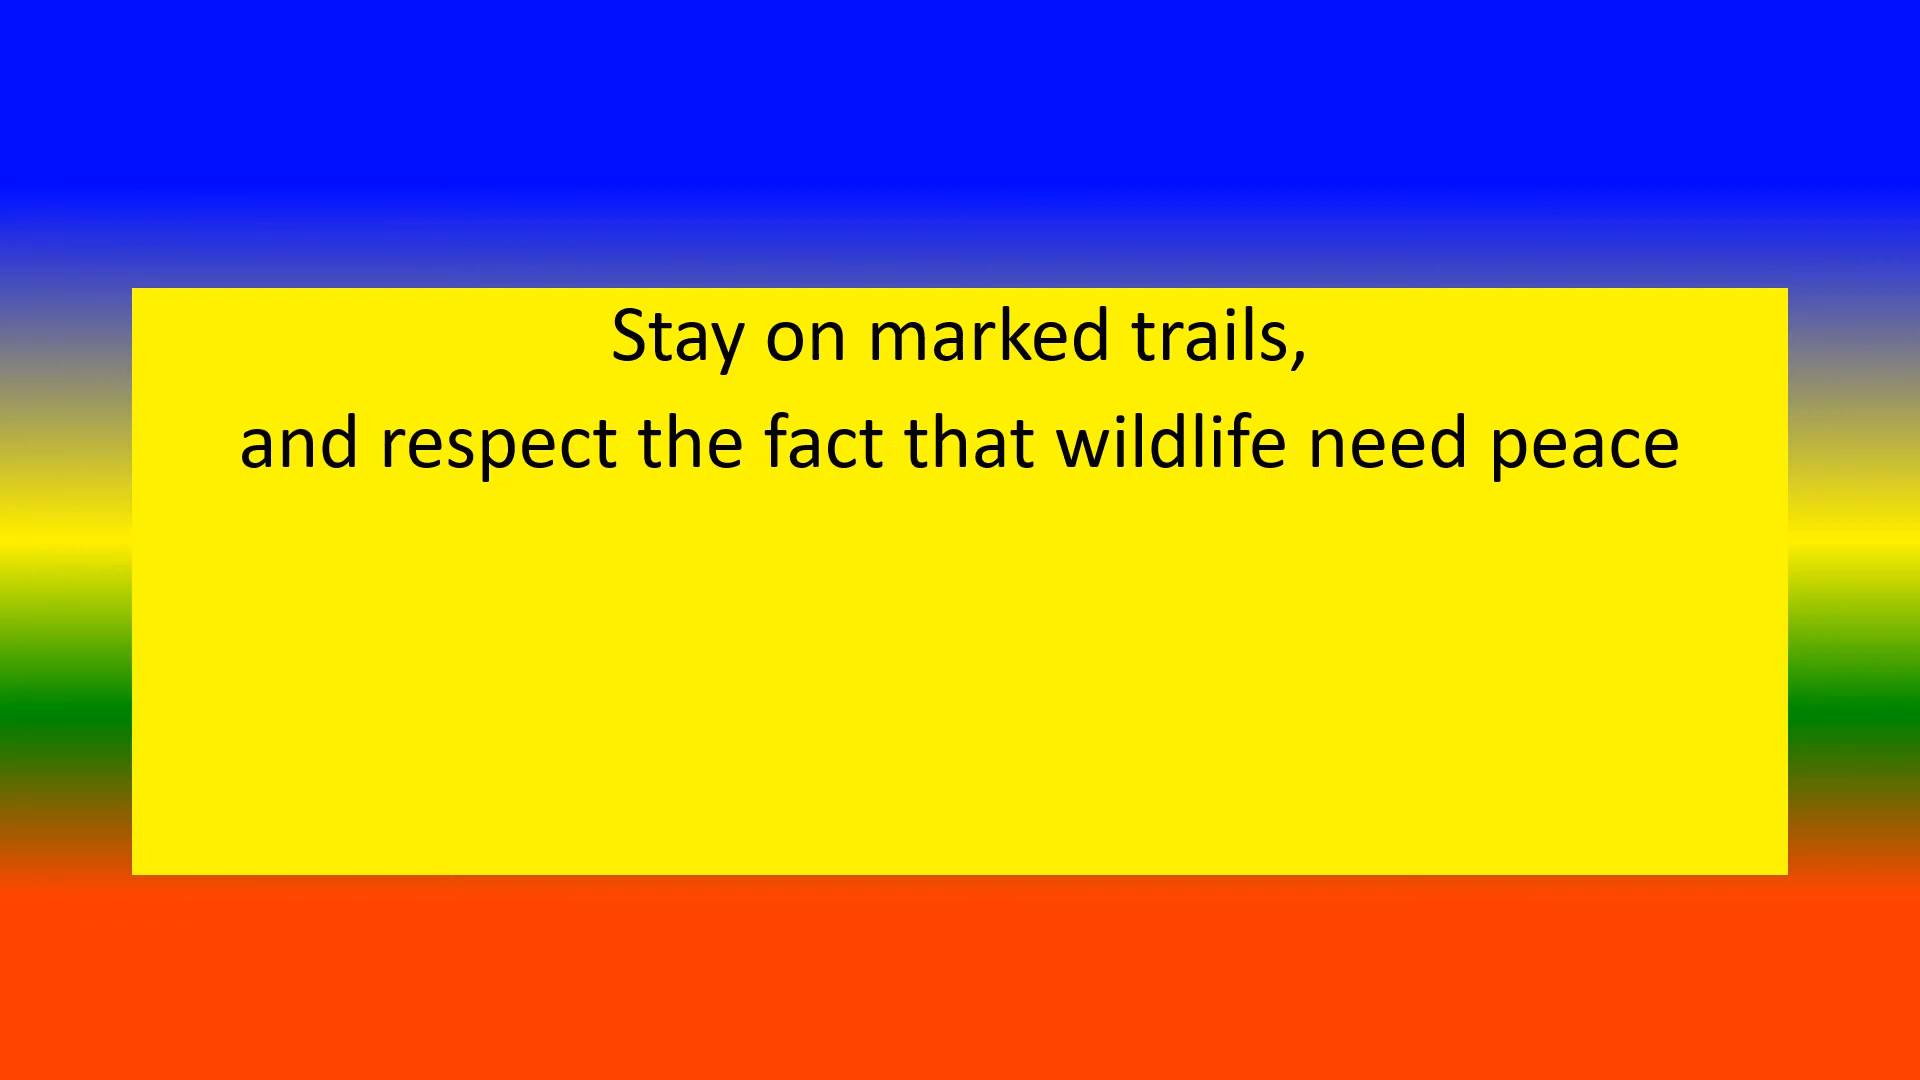 Stay on marked trails,
and respect the fact that wildlife need peace